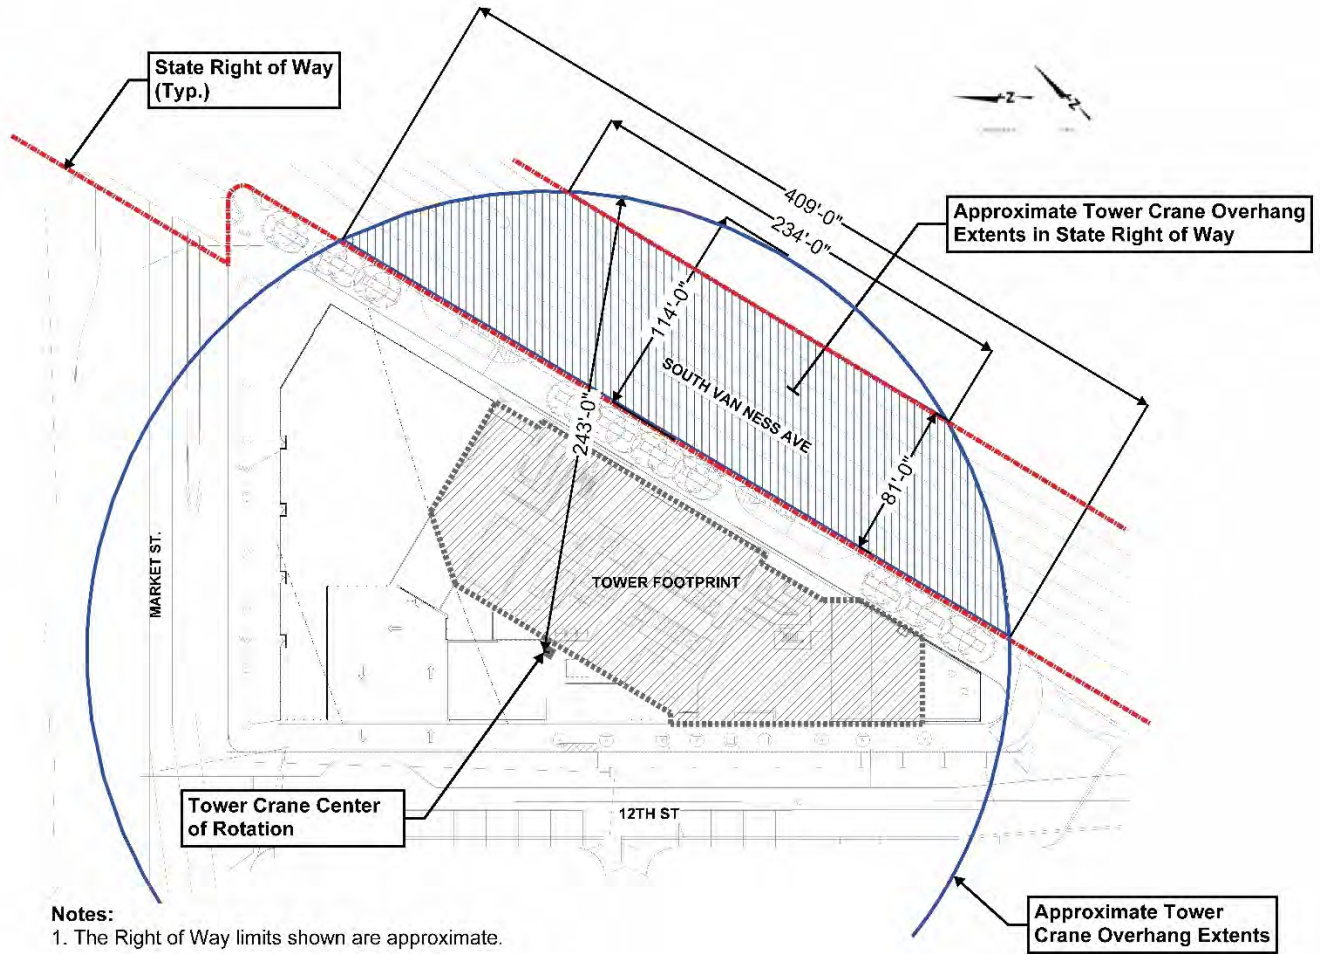 State Right of Way
(Typ.)
Z
Z
409'-0"
234'-0"
Approximate Tower Crane Overhang
Extents in State Right of Way
114'-0"
SOUTH VAN NESS AVE
243'-0"
81'-0"
MARKET ST.
TOWER FOOTPRINT
Tower Crane Center
of Rotation
12TH ST
Approximate Tower
Crane Overhang Extents
Notes:
1. The Right of Way limits shown are approximate.